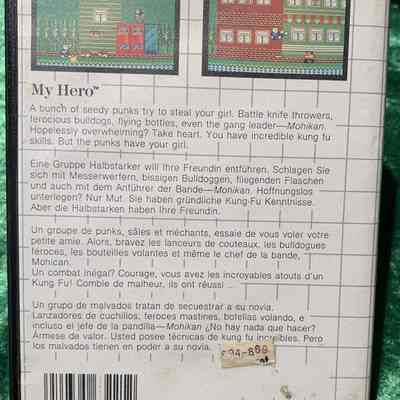 My Hero™
A bunch of seedy punks try to steal your girl. Battle knife throwers,
ferocious bulldogs, flying bottles, even the gang leader—Mohikan.
Hopelessly overwhelming? Take heart. You have incredible kung fu
skills. But the punks have your girl.
Eine Gruppe Halbstarker will Ihre Freundin entführen. Schlagen Sie
sich mit Messerwerfern, bissigen Bulldoggen, fliegenden Flaschen
und auch mit dem Anführer der Bande—Mohikan. Hoffnungslos
unterlegen? Nur Mut. Sie haben gründliche Kung-Fu Kenntnisse.
Aber die Halbstarken haben Ihre Freundin.
Un groupe de punks, sâles et méchants, essaie de vous voler votre
petite amie. Alors, bravez les lanceurs de couteaux, les bulldogues
féroces, les bouteilles volantes et même le chef de la bande,
Mohican.
Un combat inégal? Courage, vous avez les incroyables atouts d'un
Kung Fu! Comble de malheur, ils ont réussi ...
Un grupo de malvados tratan de secuestrar a su novia.
Lanzadores de cuchillos, feroces mastines, botellas volando, e
incluso el jefe de la pandilla—Mohikan ¿No hay nada que hacer?
Ármese de valor. Usted posee técnicas de kung fu increíbles. Pero
los malvados tienen en poder a su novia.